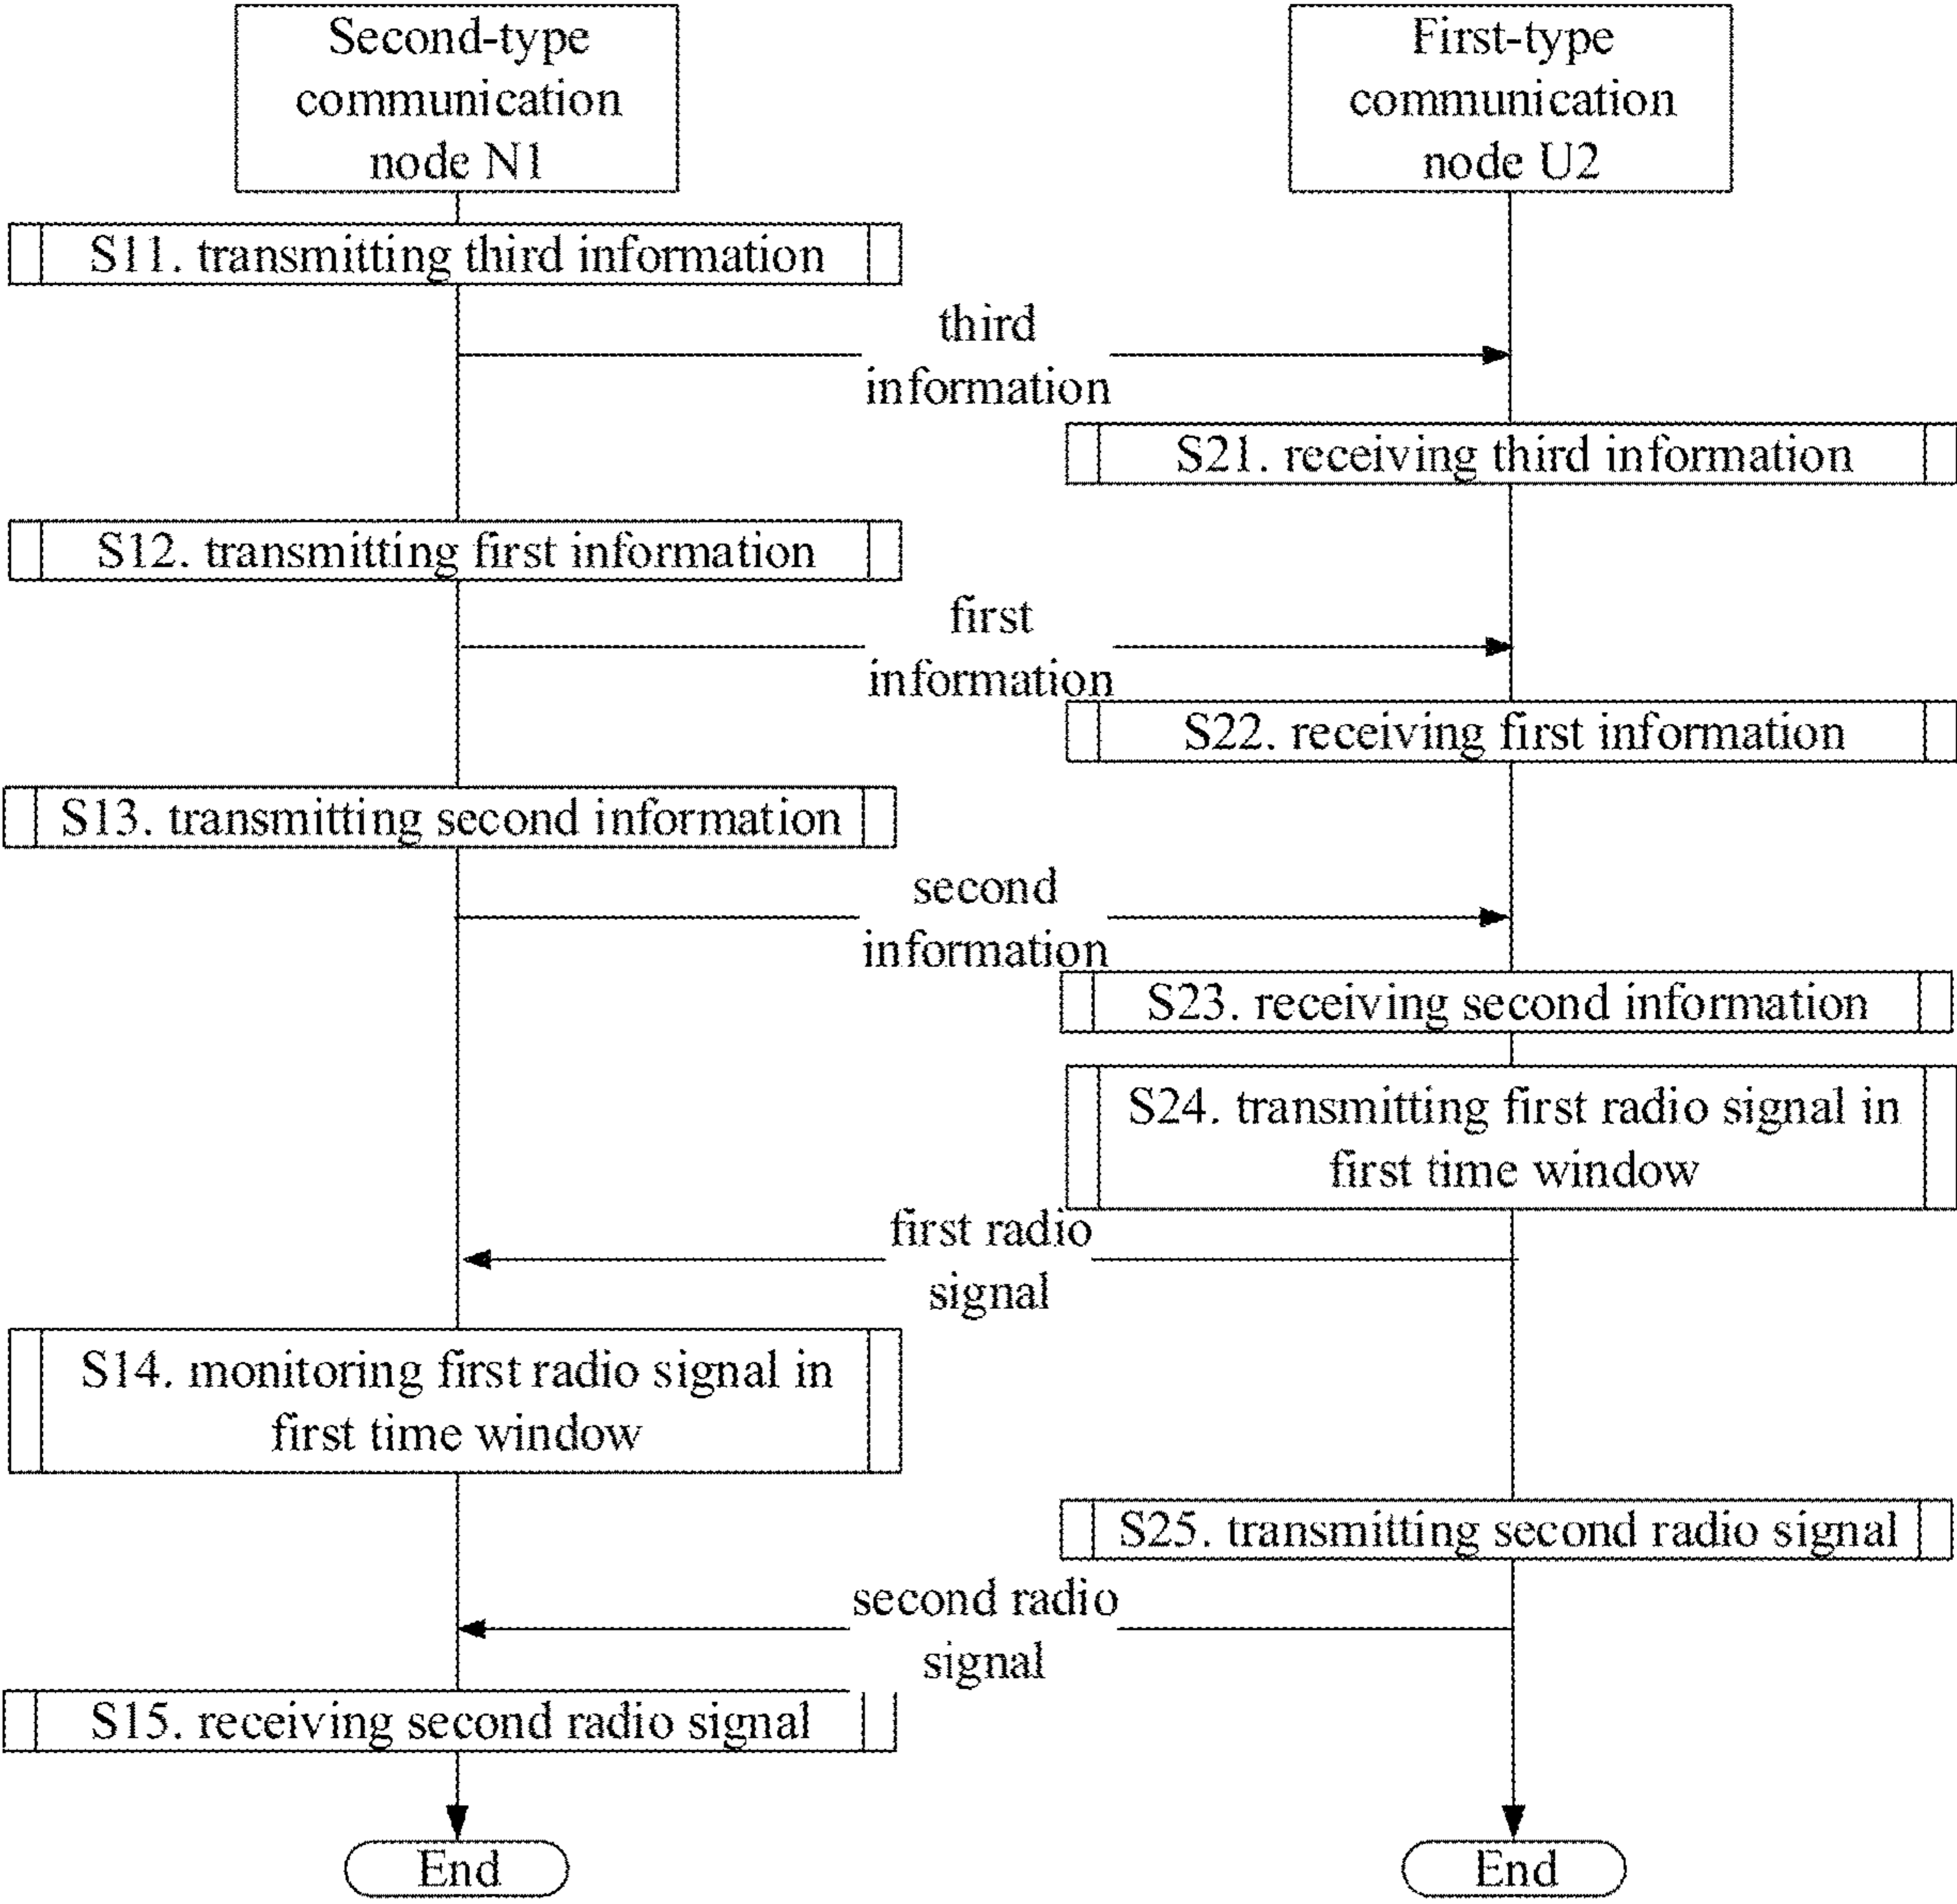 Second-type
communication
node N1
First-type
communication
node U2
S11. transmitting third information
third
information
S21. receiving third information
S12. transmitting first information
first
information
S22. receiving first information
S13. transmitting second information
second
information
S23. receiving second information
S24. transmitting first radio signal in
first time window
first radio
signal
S14. monitoring first radio signal in
first time window
S25. transmitting second radio signal
second radio
signal
S15. receiving second radio signal
End
End